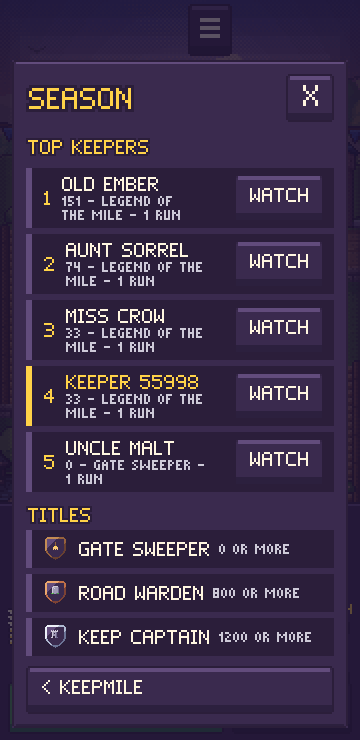 SEASON
X
TOP KEEPERS
1 OLD EMBER
151 - LEGEND OF
THE MILE - 1 RUN
WATCH
2 AUNT SORREL
74 - LEGEND OF THE
MILE - 1 RUN
WATCH
3 MISS CROW
33 - LEGEND OF THE
MILE - 1 RUN
WATCH
4 KEEPER 55998
33 - LEGEND OF THE
MILE - 1 RUN
WATCH
5 UNCLE MALT
0 - GATE SWEEPER -
1 RUN
WATCH
TITLES
GATE SWEEPER 0 OR MORE
ROAD WARDEN 800 OR MORE
KEEP CAPTAIN 1200 OR MORE
< KEEPMILE